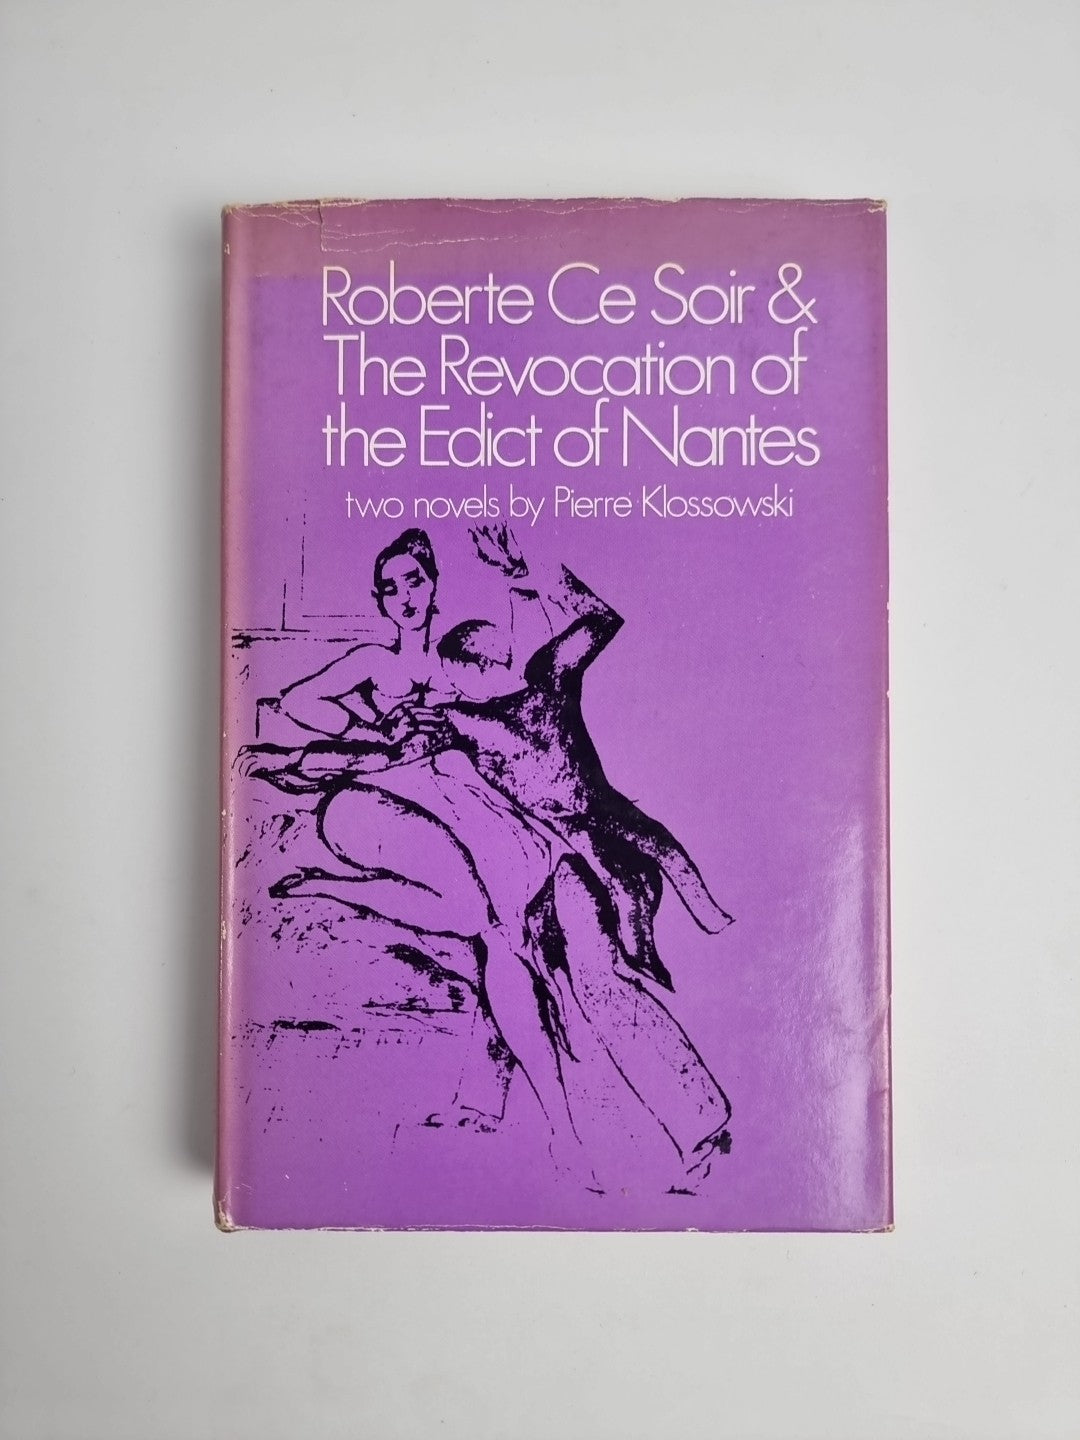 Roberte Ce Soir &
The Revocation of
the Edict of Nantes
two novels by Pierre Klossowski